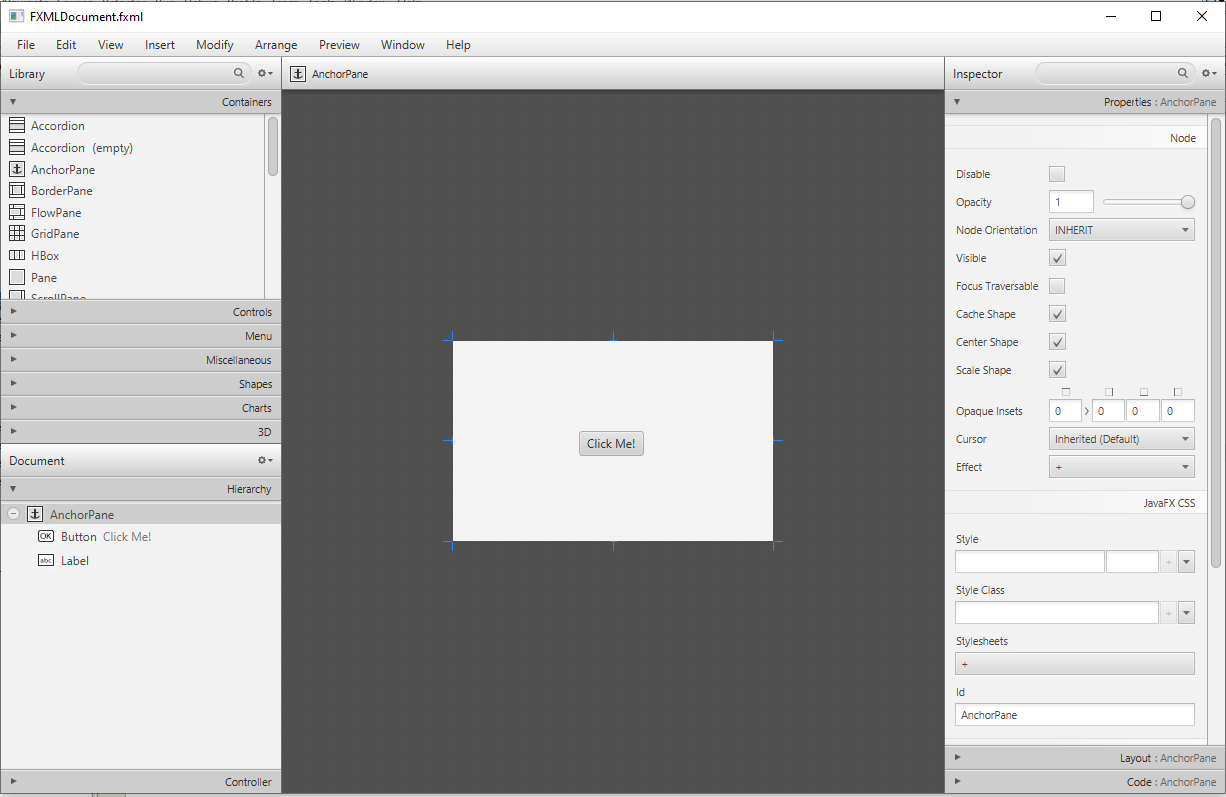 FXMLDocument.fxml
File Edit View Insert Modify Arrange Preview Window Help
Library
AnchorPane
Inspector
Containers
Accordion
Accordion (empty)
AnchorPane
BorderPane
FlowPane
GridPane
HBox
Pane
ScrollPane
Controls
Menu
Miscellaneous
Shapes
Charts
3D
Document
Hierarchy
AnchorPane
OK Button Click Me!
abc Label
Controller
Click Me!
Properties : AnchorPane
Node
Disable
Opacity 1
Node Orientation INHERIT
Visible
Focus Traversable
Cache Shape
Center Shape
Scale Shape
Opaque Insets 0 > 0 0 0
Cursor Inherited (Default)
Effect +
JavaFX CSS
Style
+
Style Class
+
Stylesheets
+
Id
AnchorPane
Layout : AnchorPane
Code : AnchorPane